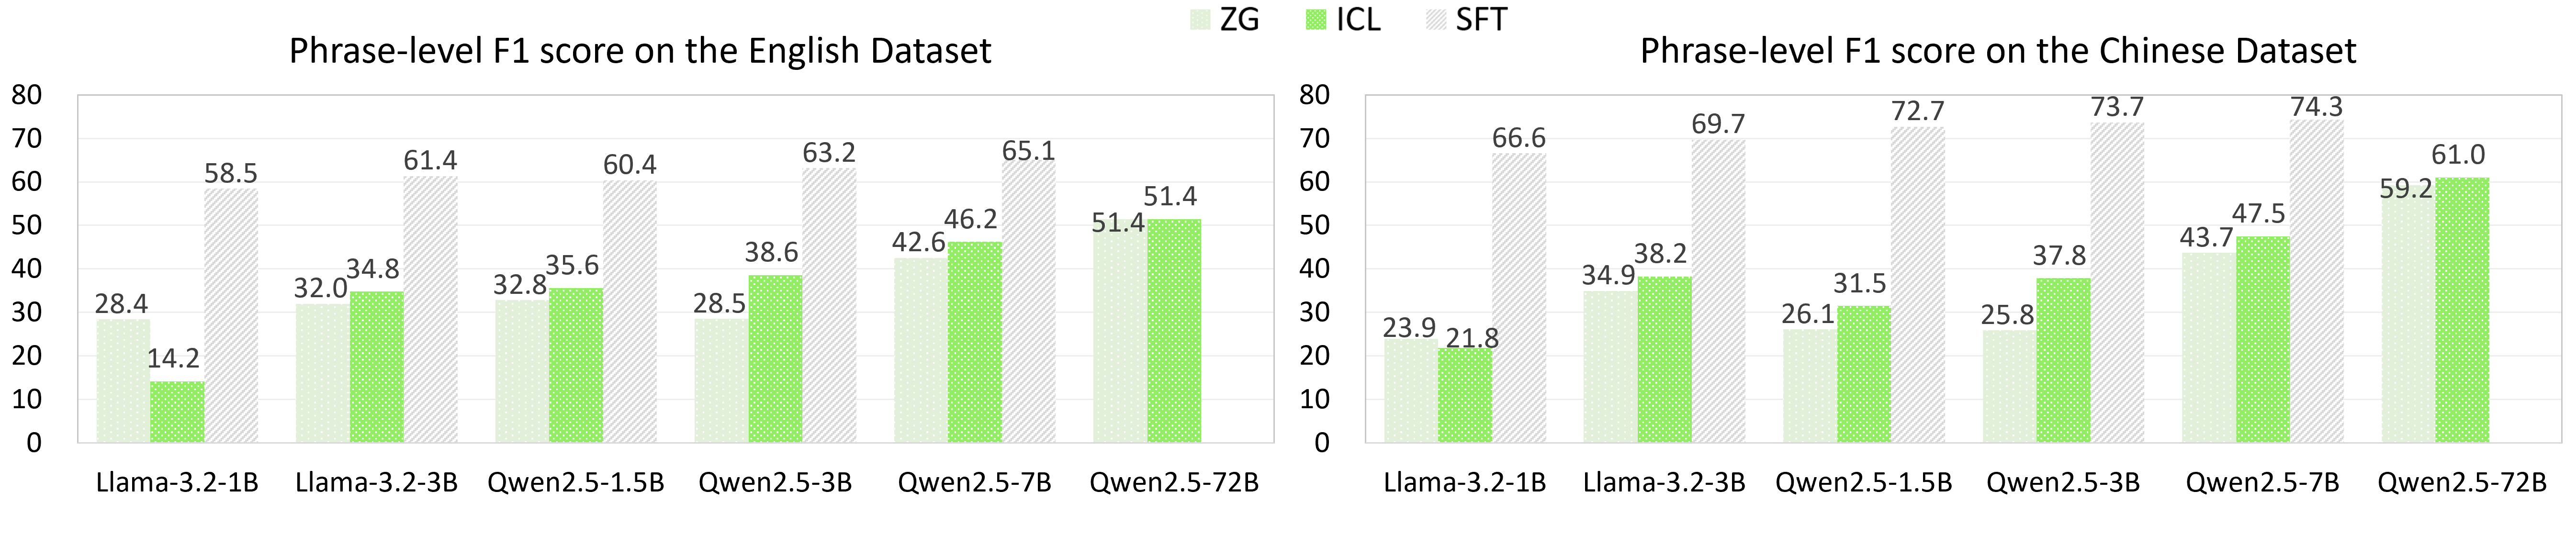 ZG ICL SFT
Phrase-level F1 score on the English Dataset
80
70
60
50
40
30
20
10
0
28.4 14.2 58.5
32.0 34.8 61.4
32.8 35.6 60.4
28.5 38.6 63.2
42.6 46.2 65.1
51.4 51.4
Llama-3.2-1B Llama-3.2-3B Qwen2.5-1.5B Qwen2.5-3B Qwen2.5-7B Qwen2.5-72B
Phrase-level F1 score on the Chinese Dataset
80
70
60
50
40
30
20
10
0
23.9 21.8 66.6
34.9 38.2 69.7
26.1 31.5 72.7
25.8 37.8 73.7
43.7 47.5 74.3
59.2 61.0
Llama-3.2-1B Llama-3.2-3B Qwen2.5-1.5B Qwen2.5-3B Qwen2.5-7B Qwen2.5-72B